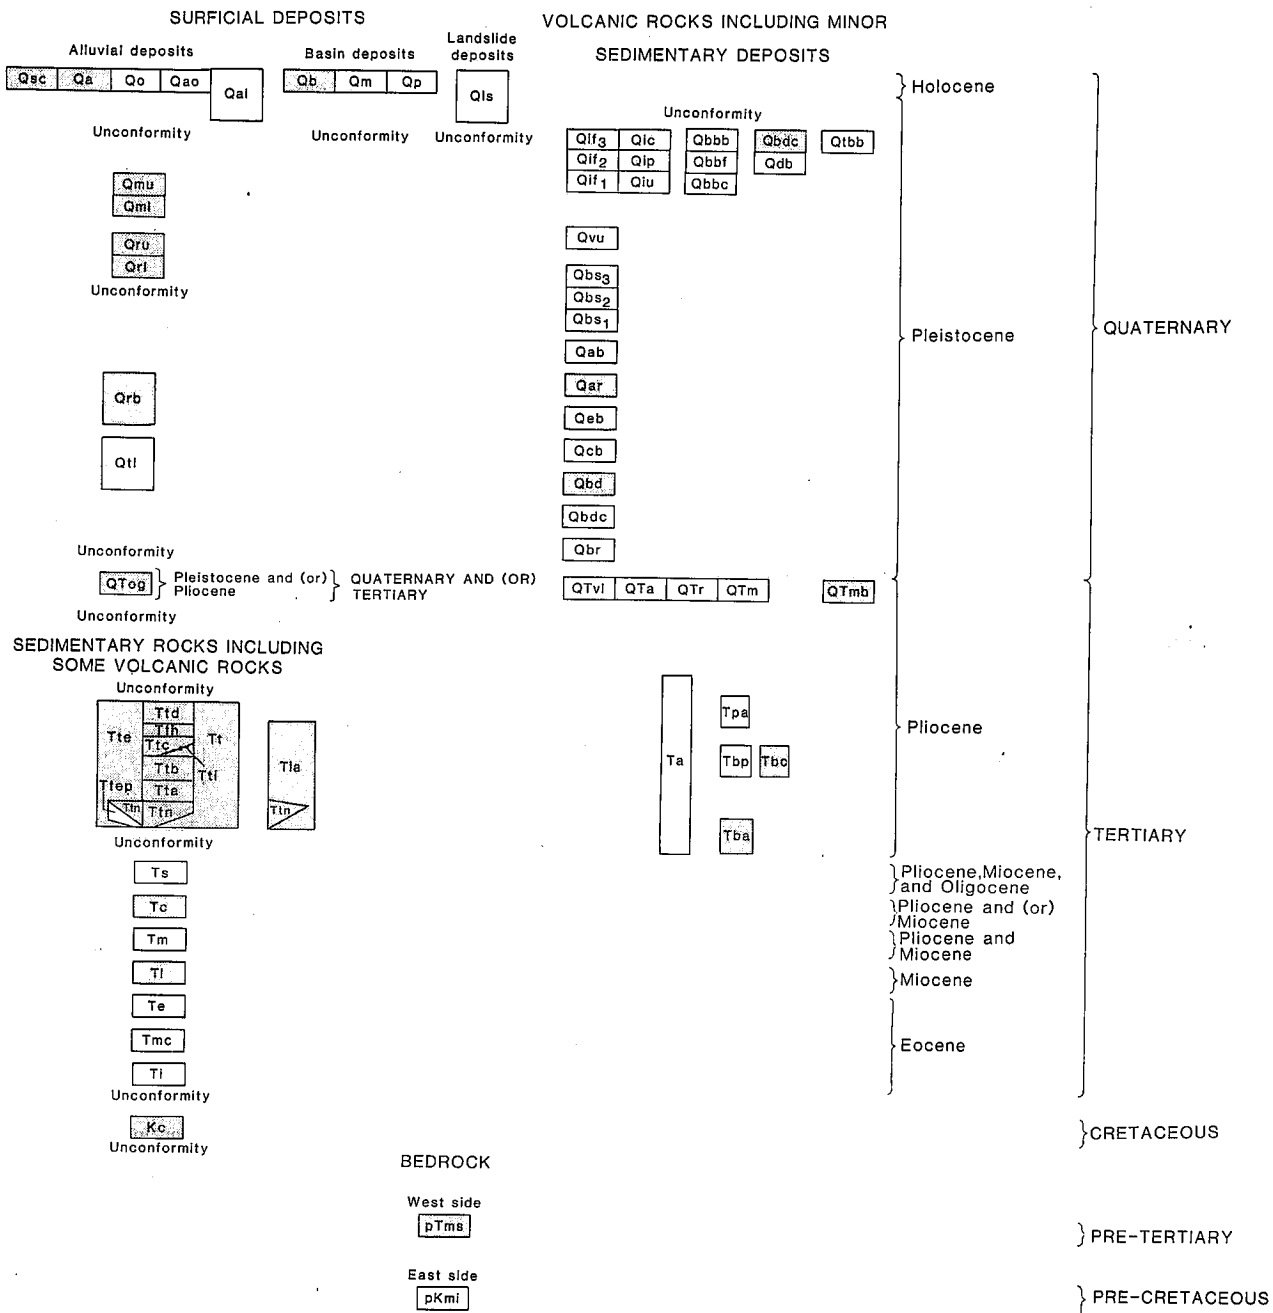 SURFICIAL DEPOSITS
VOLCANIC ROCKS INCLUDING MINOR
SEDIMENTARY DEPOSITS
Alluvial deposits
Basin deposits
Landslide
deposits
Qsc Qa Qo Qao Qal
Qb Qm Qp
Qls
Holocene
Unconformity
Unconformity
Unconformity
Unconformity
Qif3 Qic Qbbb Qbdc Qtbb
Qif2 Qip Qbbf Qdb
Qif1 Qiu Qbbc
Qmu
Qml
Qru
Qrl
Unconformity
Qvu
Qbs3
Qbs2
Qbs1
Qab
Qar
Qeb
Qcb
Qbd
Qbdc
Qbr
Pleistocene
QUATERNARY
Qrb
Qtl
Unconformity
QTog
Pleistocene and (or)
Pliocene
QUATERNARY AND (OR)
TERTIARY
QTvl QTa QTr QTm QTmb
Unconformity
SEDIMENTARY ROCKS INCLUDING
SOME VOLCANIC ROCKS
Unconformity
Ttd
Tth
Tte Ttc Tt
Ttl
Ttb
Ttep Tta
Ttn Ttn
Tla
Ttn
Ta
Tpa
Tbp Tbc
Tba
Pliocene
TERTIARY
Unconformity
Ts
Pliocene, Miocene,
and Oligocene
Tc
Pliocene and (or)
Miocene
Tm
Pliocene and
Miocene
Tl
Miocene
Te
Tmc
Eocene
Ti
Unconformity
Kc
CRETACEOUS
Unconformity
BEDROCK
West side
pTms
PRE-TERTIARY
East side
pKmi
PRE-CRETACEOUS